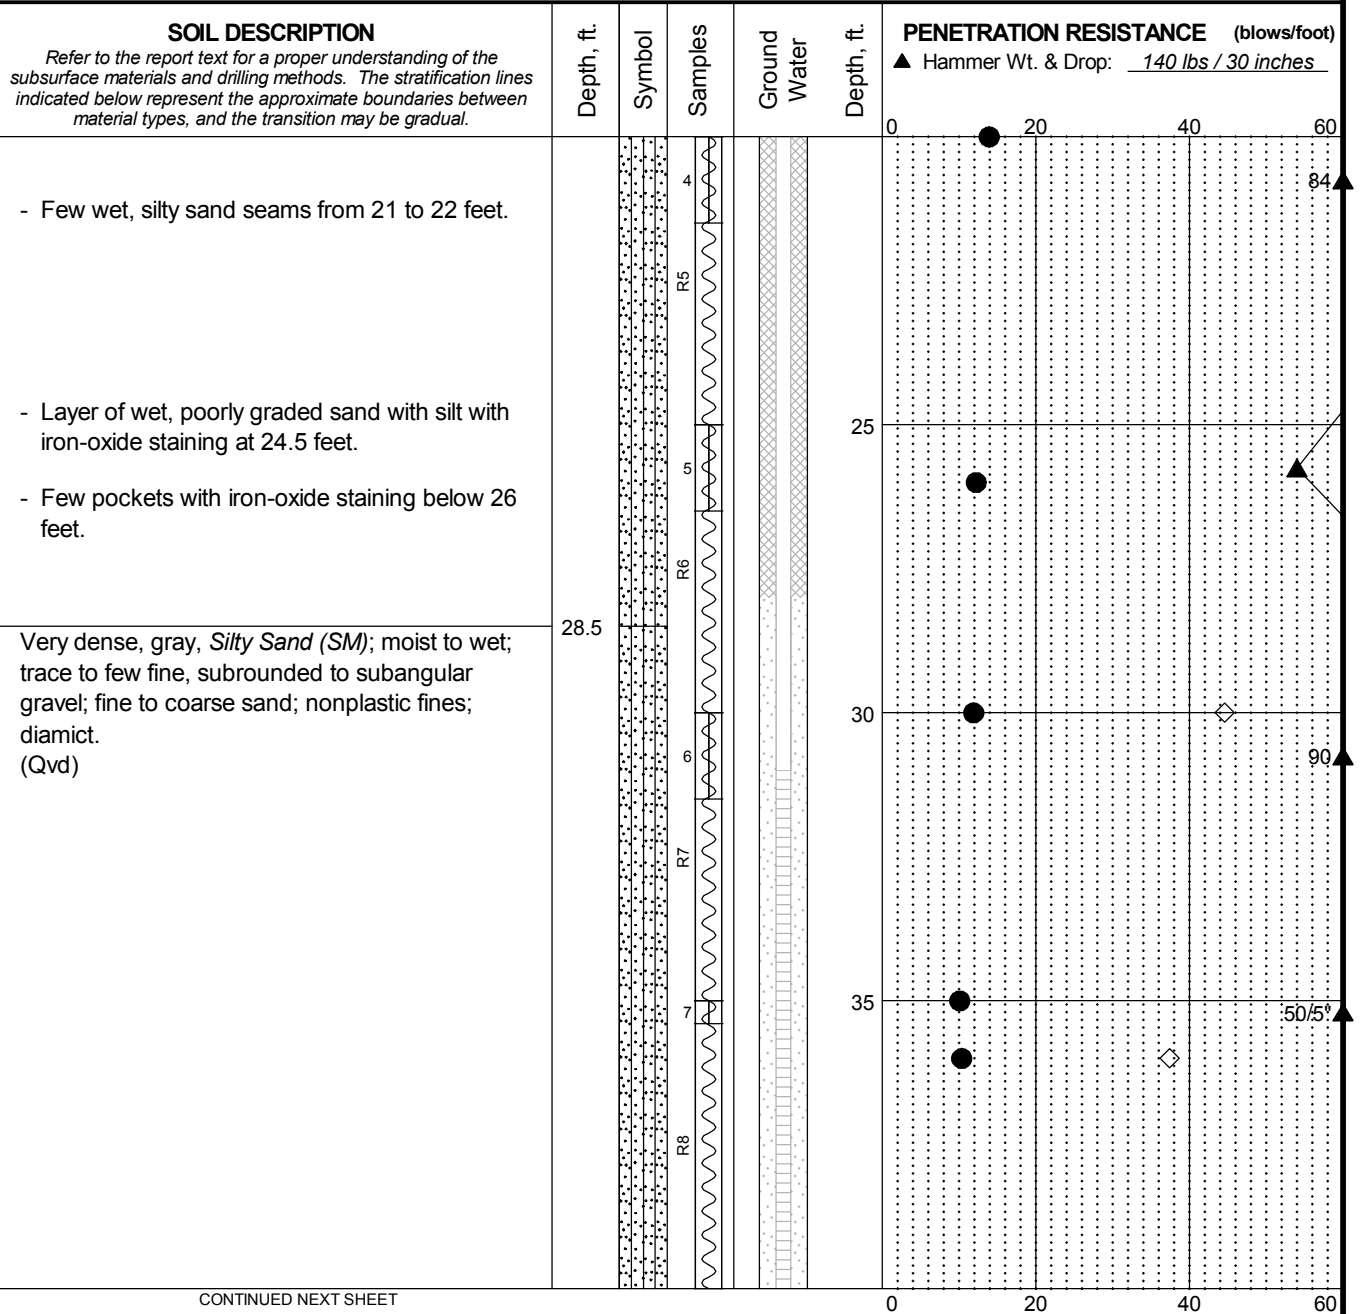 SOIL DESCRIPTION
Refer to the report text for a proper understanding of the
subsurface materials and drilling methods. The stratification lines
indicated below represent the approximate boundaries between
material types, and the transition may be gradual.
Depth, ft.
Symbol
Samples
Ground
Water
Depth, ft.
PENETRATION RESISTANCE (blows/foot)
▲ Hammer Wt. & Drop: 140 lbs / 30 inches
0 20 40 60
4
84
- Few wet, silty sand seams from 21 to 22 feet.
R5
- Layer of wet, poorly graded sand with silt with
iron-oxide staining at 24.5 feet.
25
5
- Few pockets with iron-oxide staining below 26
feet.
R6
28.5
Very dense, gray, Silty Sand (SM); moist to wet;
trace to few fine, subrounded to subangular
gravel; fine to coarse sand; nonplastic fines;
diamict.
(Qvd)
30
6
90
R7
35
7
50/5"
R8
CONTINUED NEXT SHEET
0 20 40 60